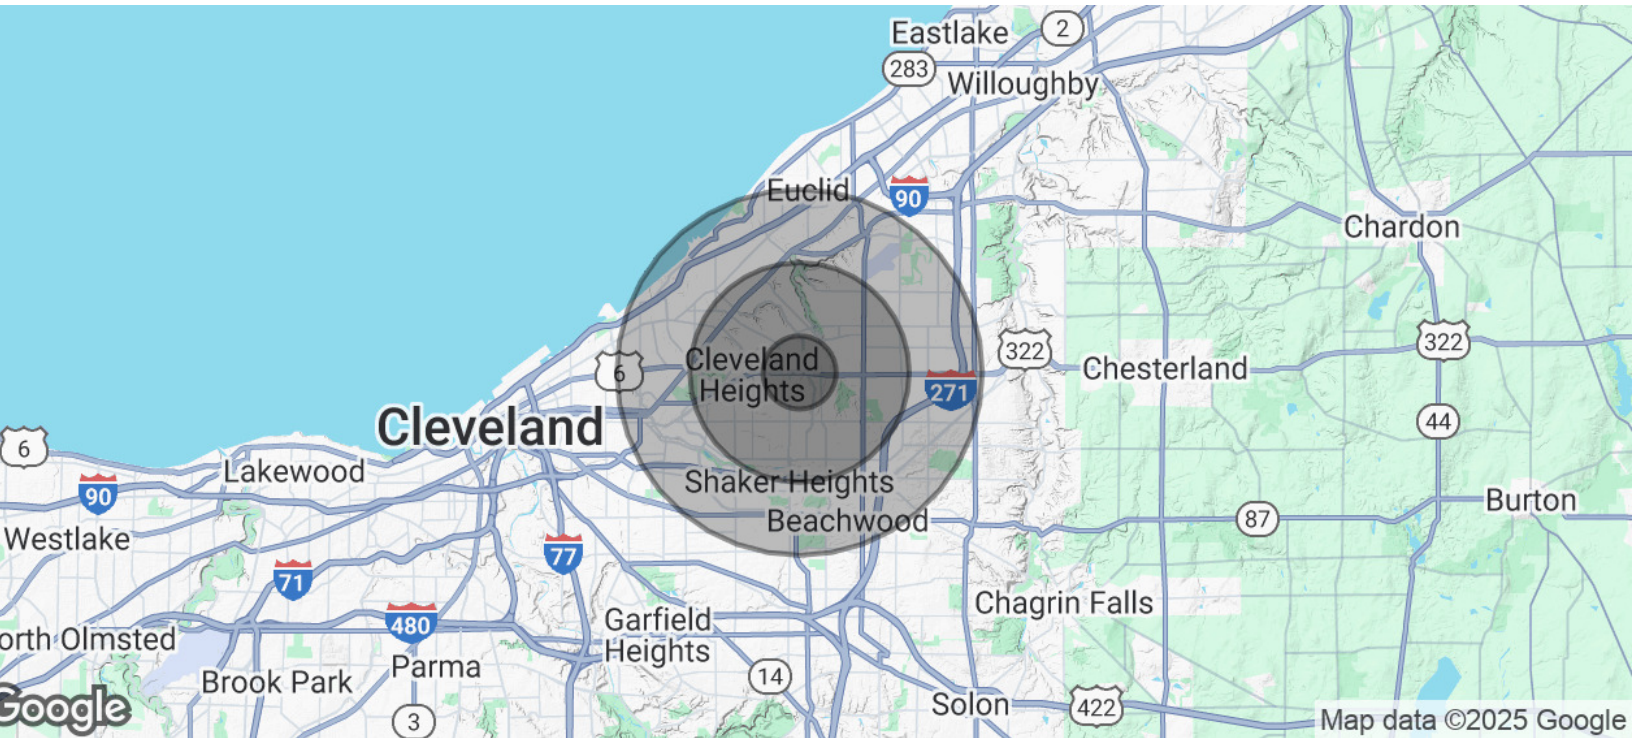 Eastlake
2
283
Willoughby
Euclid
90
Chardon
322
322
Cleveland
Heights
6
Chesterland
271
44
Cleveland
6
Lakewood
90
Shaker Heights
Beachwood
87
Burton
Westlake
77
71
Chagrin Falls
480
Garfield
Heights
orth Olmsted
Parma
Brook Park
14
Solon
422
Google
3
Map data ©2025 Google